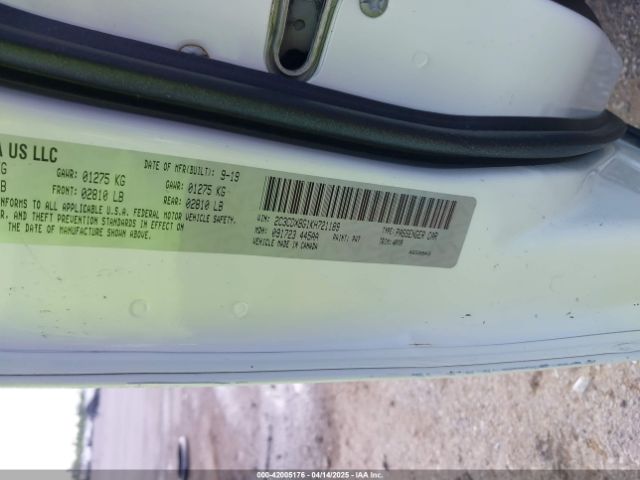 A US LLC
DATE OF MFR(BUILT): 9-19
G GAWR: 01275 KG GAWR: 01275 KG
B FRONT: 02810 LB REAR: 02810 LB
NFORMS TO ALL APPLICABLE U.S.A. FEDERAL MOTOR VEHICLE SAFETY,
R, AND THEFT PREVENTION STANDARDS IN EFFECT ON
THE DATE OF MANUFACTURE SHOWN ABOVE.
VIN: TYPE: PASSENGER CAR
MDH: 091723 445AA PAINT: PW7 TRIM:
VEHICLE MADE IN CANADA
000-42005176 - 04/14/2025 - IAA Inc.